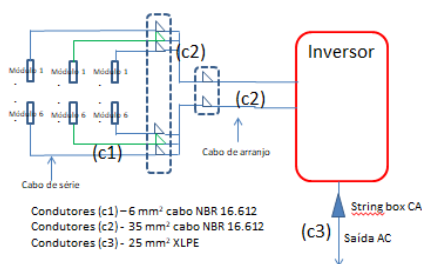 (c2)
Inversor
Módulo 1 Módulo 1 Módulo 1
(c2)
Módulo 6 Módulo 6 Módulo 6
(c1)
Cabo de arranjo
Cabo de série
String box CA
(c3)
Saída AC
Condutores (c1) – 6 mm² cabo NBR 16.612
Condutores (c2) - 35 mm² cabo NBR 16.612
Condutores (c3) - 25 mm² XLPE